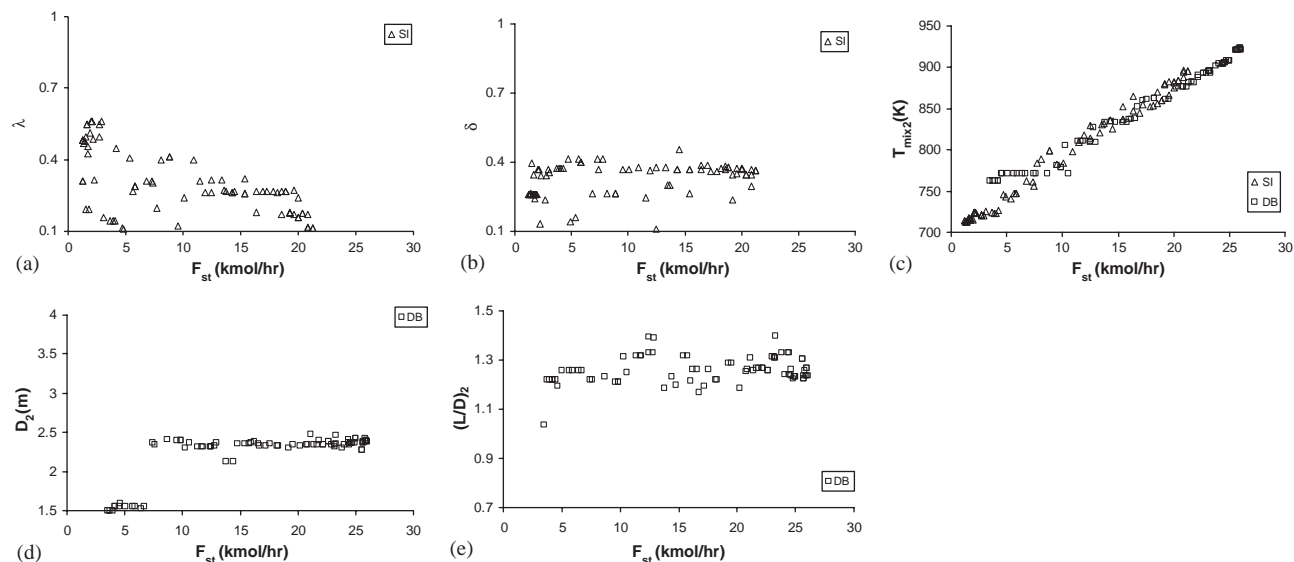 1
0.7
0.4
0.1
λ
0 5 10 15 20 25 30
F_st (kmol/hr)
SI
(a)
1
0.7
0.4
0.1
δ
0 5 10 15 20 25 30
F_st (kmol/hr)
SI
(b)
950
900
850
800
750
700
T_mix2 (K)
0 5 10 15 20 25 30
F_st (kmol/hr)
SI
DB
(c)
4
3.5
3
2.5
2
1.5
D_2 (m)
0 5 10 15 20 25 30
F_st (kmol/hr)
DB
(d)
1.5
1.3
1.1
0.9
0.7
(L/D)_2
0 5 10 15 20 25 30
F_st (kmol/hr)
DB
(e)